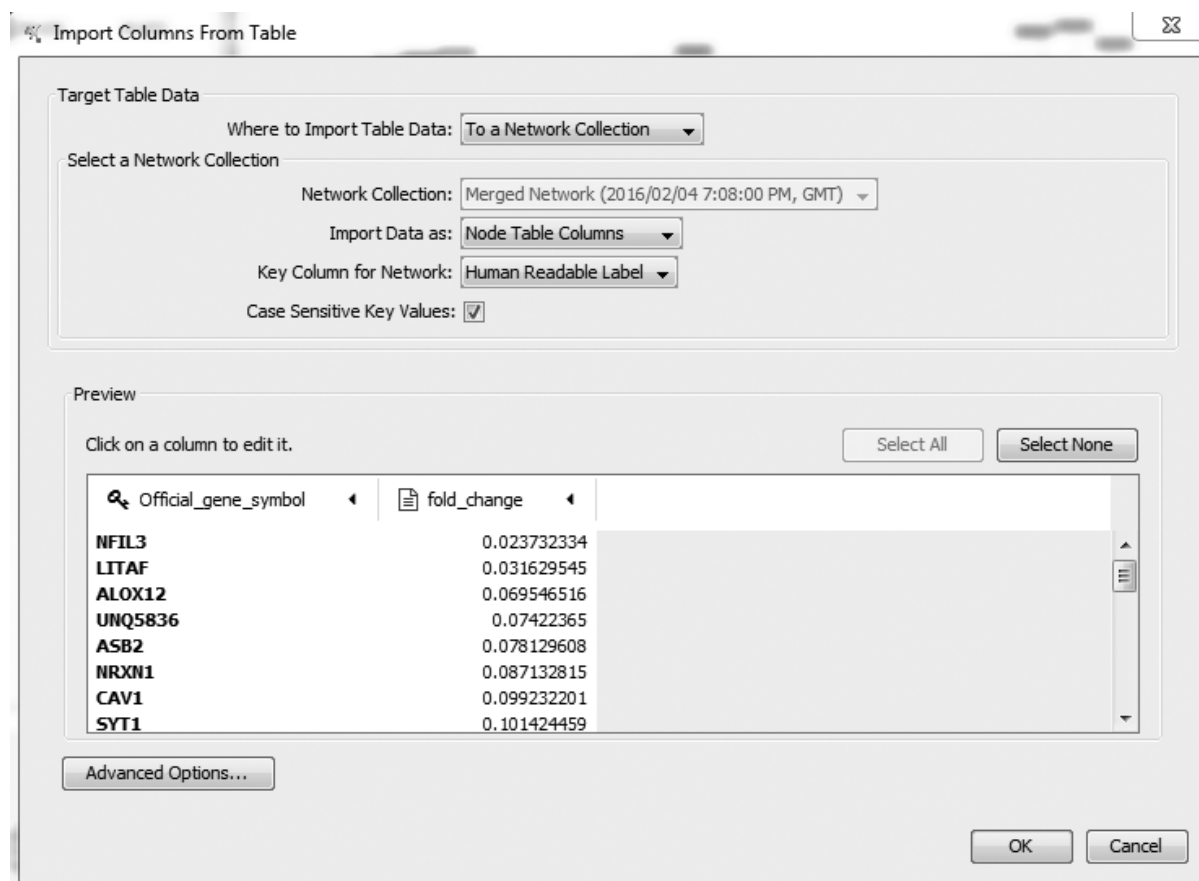 Import Columns From Table
Target Table Data
Where to Import Table Data: To a Network Collection
Select a Network Collection
Network Collection: Merged Network (2016/02/04 7:08:00 PM, GMT)
Import Data as: Node Table Columns
Key Column for Network: Human Readable Label
Case Sensitive Key Values:
Preview
Click on a column to edit it. Select All Select None
Official_gene_symbol fold_change
NFIL3 0.023732334
LITAF 0.031629545
ALOX12 0.069546516
UNQ5836 0.07422365
ASB2 0.078129608
NRXN1 0.087132815
CAV1 0.099232201
SYT1 0.101424459
Advanced Options...
OK Cancel